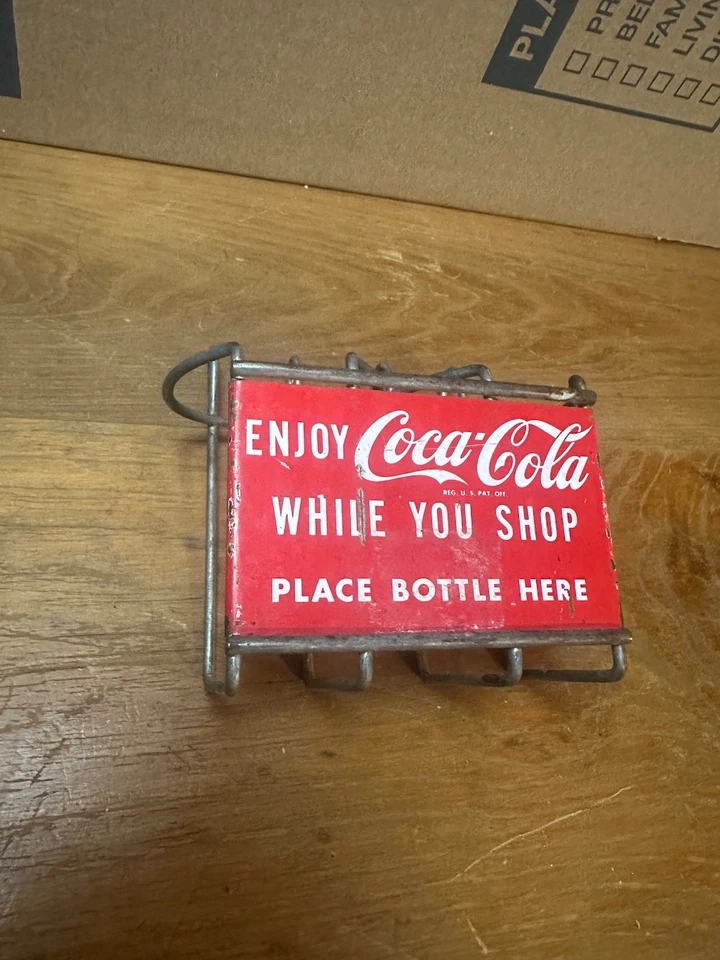 ENJOY Coca-Cola
REG. U. S. PAT. OFF.
WHILE YOU SHOP
PLACE BOTTLE HERE